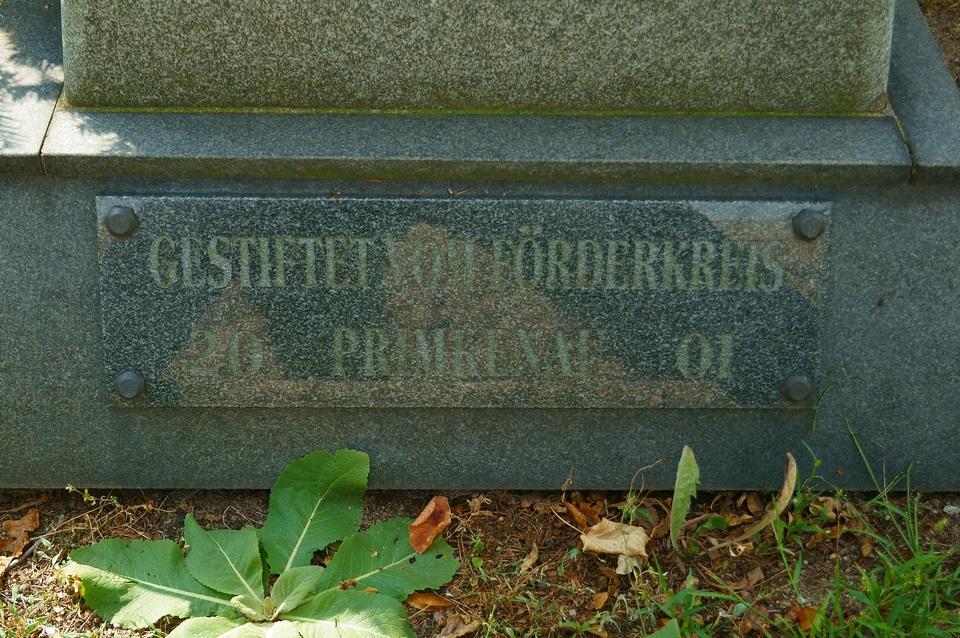 GESTIFTET VOM FÖRDERKREIS
20 PRIMKENAU 01